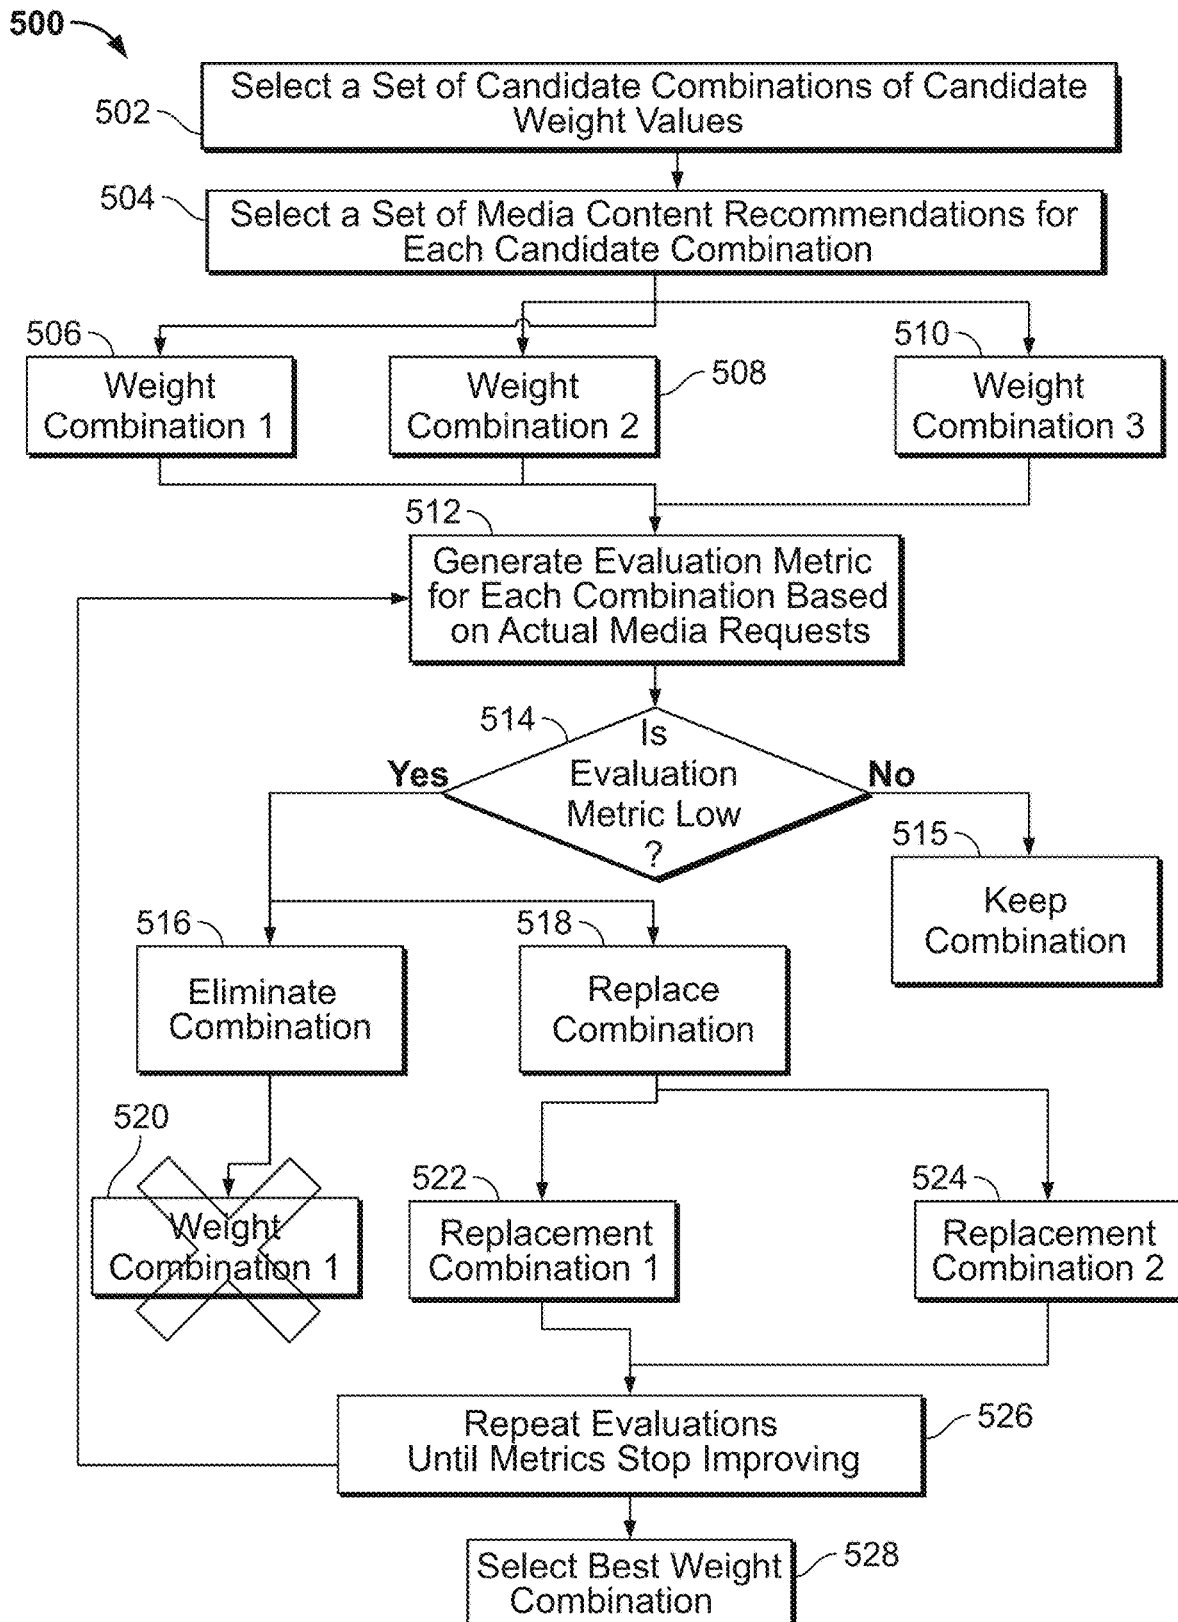 500
Select a Set of Candidate Combinations of Candidate
Weight Values
502
504
Select a Set of Media Content Recommendations for
Each Candidate Combination
506
Weight
Combination 1
Weight
Combination 2
508
510
Weight
Combination 3
512
Generate Evaluation Metric
for Each Combination Based
on Actual Media Requests
514
Is
Evaluation
Metric Low
?
Yes
No
515
Keep
Combination
516
Eliminate
Combination
518
Replace
Combination
520
Weight
Combination 1
522
Replacement
Combination 1
524
Replacement
Combination 2
Repeat Evaluations
Until Metrics Stop Improving
526
Select Best Weight
Combination
528